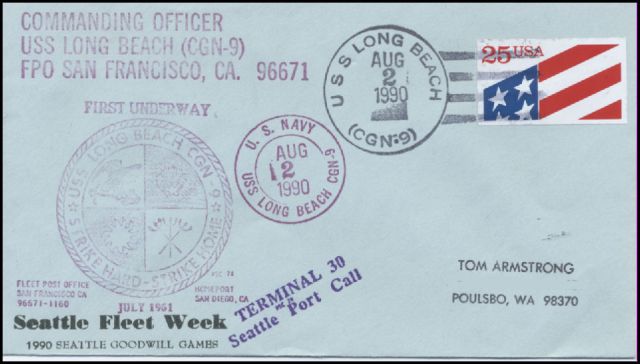 COMMANDING OFFICER
USS LONG BEACH (CGN-9)
FPO SAN FRANCISCO, CA. 96671
FIRST UNDERWAY
USS LONG BEACH CGN-9
STRIKE HARD-STRIKE HOME
FLEET POST OFFICE
SAN FRANCISCO CA
96671-1160
HOMEPORT
SAN DIEGO, CA
JULY 1961
Seattle Fleet Week
1990 SEATTLE GOODWILL GAMES
U. S. NAVY
AUG
2
1990
USS LONG BEACH CGN-9
USS LONG BEACH
AUG
2
1990
(CGN-9)
25 USA
TERMINAL 30
Seattle Port Call
TOM ARMSTRONG
POULSBO, WA 98370